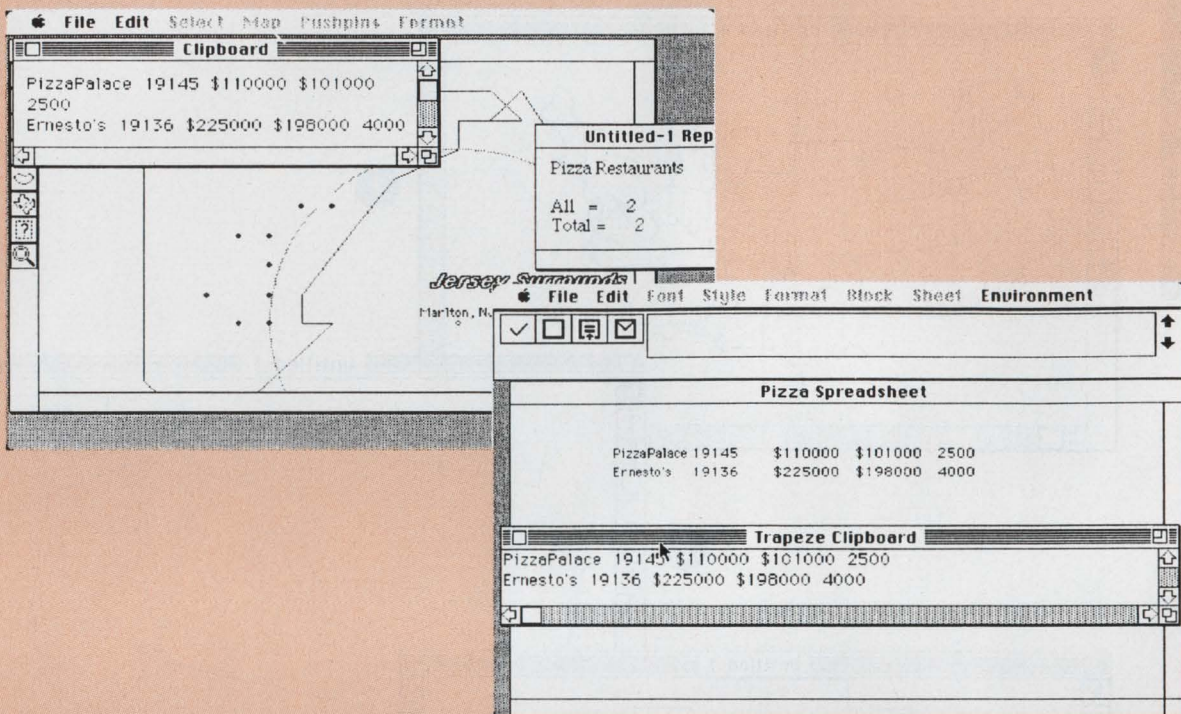 File Edit Select Map Pushpins Format
Clipboard
PizzaPalace 19145 $110000 $101000
2500
Ernesto's 19136 $225000 $198000 4000
Untitled-1 Rep
Pizza Restaurants
All = 2
Total = 2
Jersey Surrounds
Marlton, N
File Edit Font Style Format Block Sheet Environment
Pizza Spreadsheet
PizzaPalace 19145 $110000 $101000 2500
Ernesto's 19136 $225000 $198000 4000
Trapeze Clipboard
PizzaPalace 19145 $110000 $101000 2500
Ernesto's 19136 $225000 $198000 4000